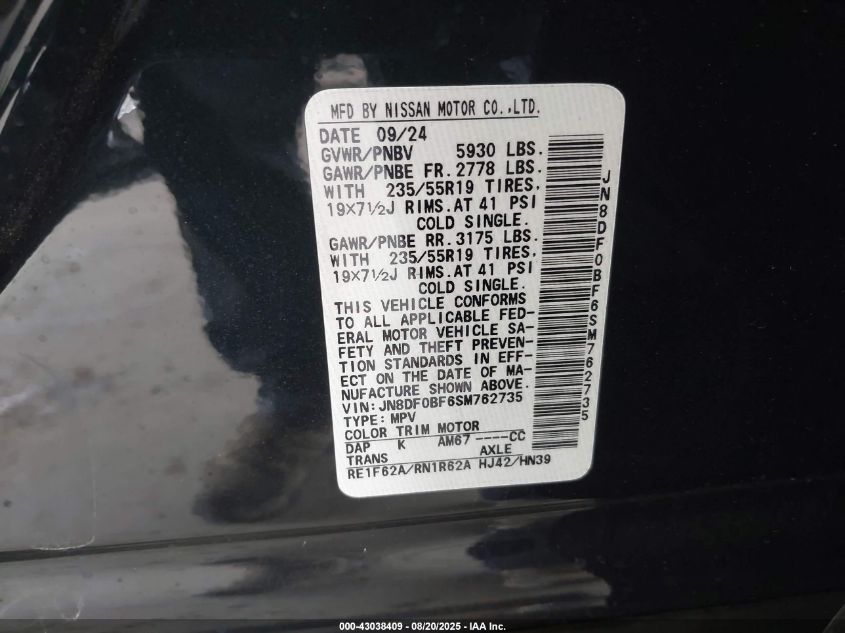 MFD BY NISSAN MOTOR CO.,LTD.
DATE 09/24
GVWR/PNBV 5930 LBS.
GAWR/PNBE FR. 2778 LBS.
WITH 235/55R19 TIRES.
19X7½J RIMS.AT 41 PSI
COLD SINGLE.
GAWR/PNBE RR. 3175 LBS.
WITH 235/55R19 TIRES.
19X7½J RIMS.AT 41 PSI
COLD SINGLE.
THIS VEHICLE CONFORMS
TO ALL APPLICABLE FED-
ERAL MOTOR VEHICLE SA-
FETY AND THEFT PREVEN-
TION STANDARDS IN EFF-
ECT ON THE DATE OF MA-
NUFACTURE SHOWN ABOVE.
VIN:JN8DF0BF6SM762735
TYPE: MPV
COLOR TRIM MOTOR
DAP K AM67 ----CC
TRANS AXLE
RE1F62A/RN1R62A HJ42/HN39
JN8DF0BF6SM762735
000-43038409 - 08/20/2025 - IAA Inc.